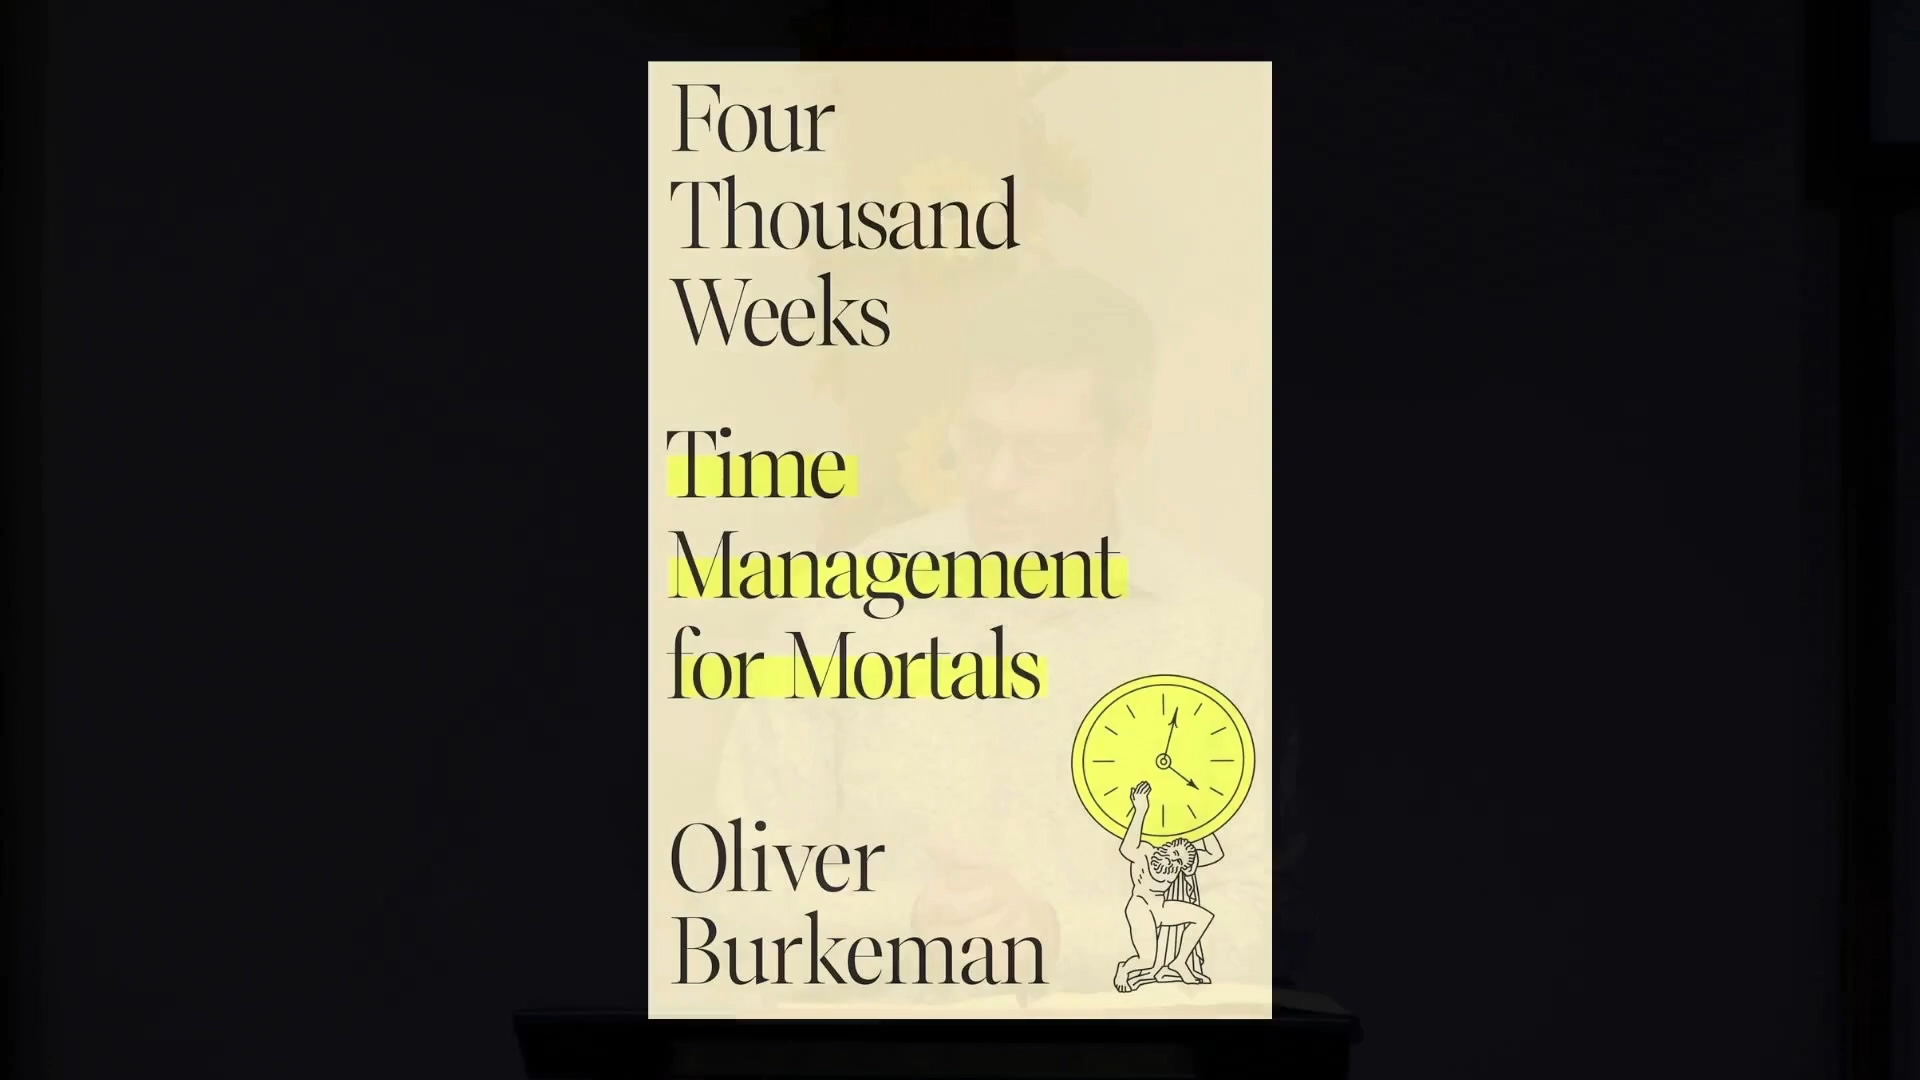 Four
Thousand
Weeks
Time
Management
for Mortals
Oliver
Burkeman